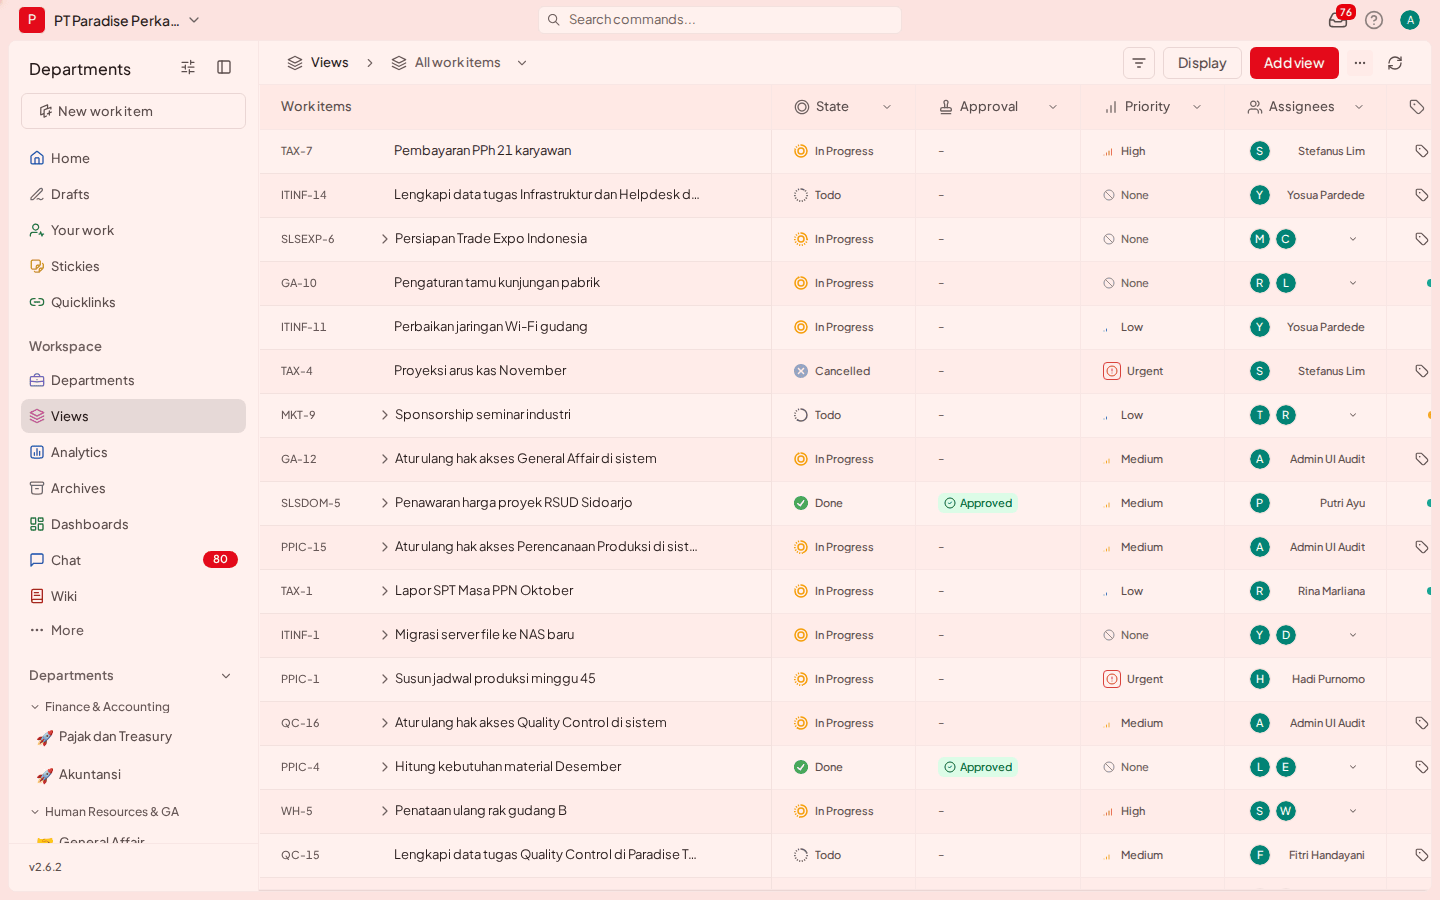 P PT Paradise Perka... Search commands... 76 A
Departments
New work item
Home
Drafts
Your work
Stickies
Quicklinks
Workspace
Departments
Views
Analytics
Archives
Dashboards
Chat 80
Wiki
More
Departments
Finance & Accounting
Pajak dan Treasury
Akuntansi
Human Resources & GA
General Affair
v2.6.2
Views All work items Display Add view
Work items State Approval Priority Assignees
TAX-7 Pembayaran PPh 21 karyawan In Progress - High S Stefanus Lim
ITINF-14 Lengkapi data tugas Infrastruktur dan Helpdesk d... Todo - None Y Yosua Pardede
SLSEXP-6 Persiapan Trade Expo Indonesia In Progress - None M C
GA-10 Pengaturan tamu kunjungan pabrik In Progress - None R L
ITINF-11 Perbaikan jaringan Wi-Fi gudang In Progress - Low Y Yosua Pardede
TAX-4 Proyeksi arus kas November Cancelled - Urgent S Stefanus Lim
MKT-9 Sponsorship seminar industri Todo - Low T R
GA-12 Atur ulang hak akses General Affair di sistem In Progress - Medium A Admin UI Audit
SLSDOM-5 Penawaran harga proyek RSUD Sidoarjo Done Approved Medium P Putri Ayu
PPIC-15 Atur ulang hak akses Perencanaan Produksi di sist... In Progress - Medium A Admin UI Audit
TAX-1 Lapor SPT Masa PPN Oktober In Progress - Low R Rina Marliana
ITINF-1 Migrasi server file ke NAS baru In Progress - None Y D
PPIC-1 Susun jadwal produksi minggu 45 In Progress - Urgent H Hadi Purnomo
QC-16 Atur ulang hak akses Quality Control di sistem In Progress - Medium A Admin UI Audit
PPIC-4 Hitung kebutuhan material Desember Done Approved None L E
WH-5 Penataan ulang rak gudang B In Progress - High S W
QC-15 Lengkapi data tugas Quality Control di Paradise T... Todo - Medium F Fitri Handayani